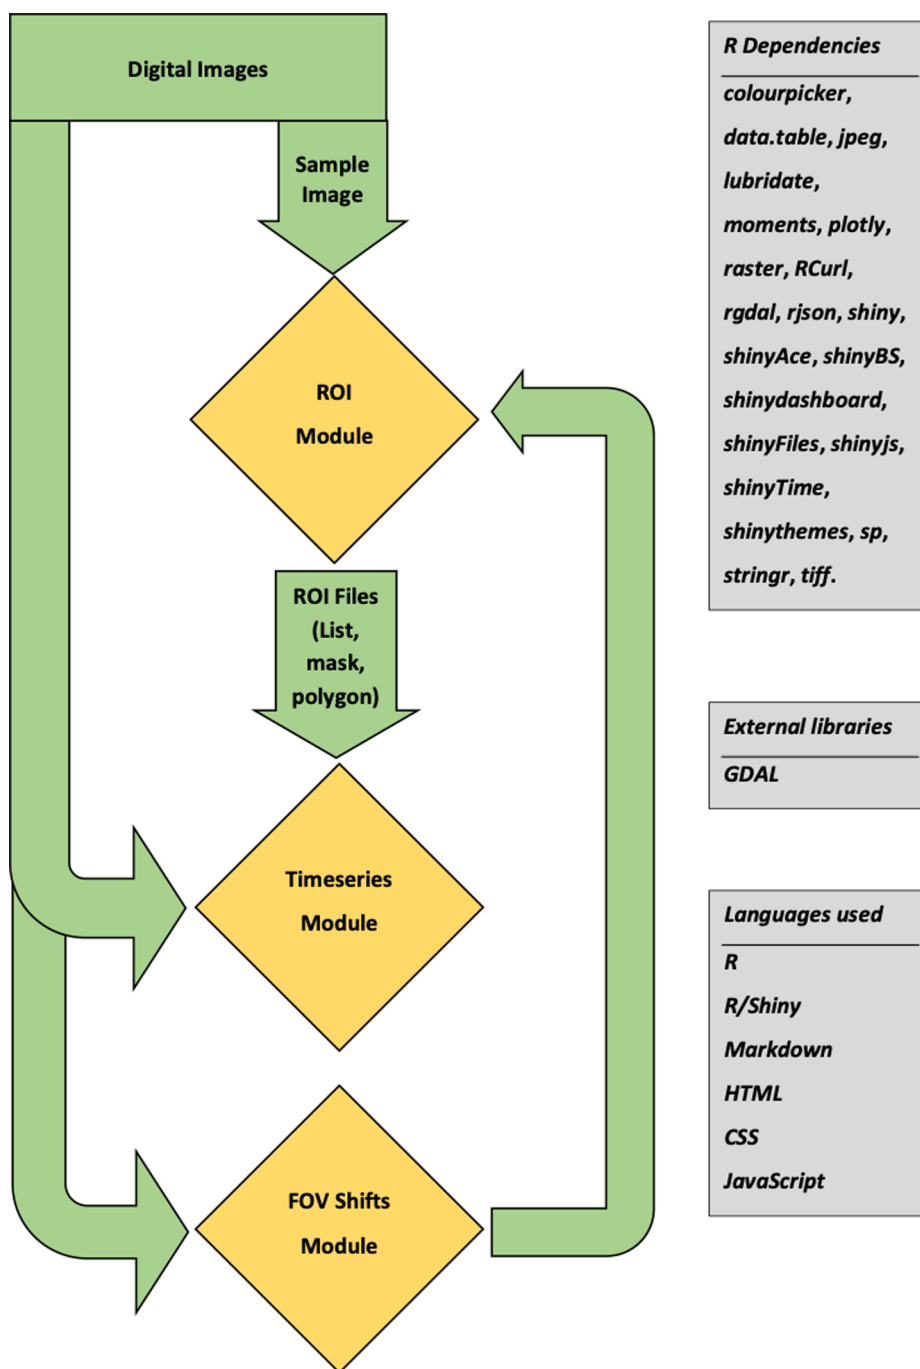 Digital Images
Sample
Image
ROI
Module
ROI Files
(List,
mask,
polygon)
Timeseries
Module
FOV Shifts
Module
R Dependencies
colourpicker,
data.table, jpeg,
lubridate,
moments, plotly,
raster, RCurl,
rgdal, rjson, shiny,
shinyAce, shinyBS,
shinydashboard,
shinyFiles, shinyjs,
shinyTime,
shinythemes, sp,
stringr, tiff.
External libraries
GDAL
Languages used
R
R/Shiny
Markdown
HTML
CSS
JavaScript